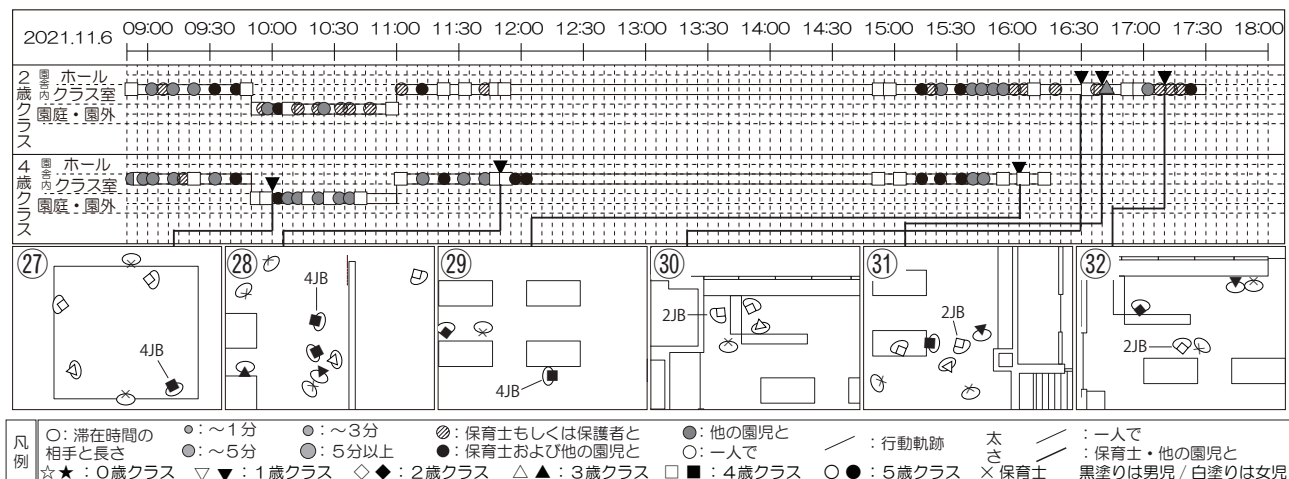 2021.11.6
09:00 09:30 10:00 10:30 11:00 11:30 12:00 12:30 13:00 13:30 14:00 14:30 15:00 15:30 16:00 16:30 17:00 17:30 18:00
2歳クラス
園舎内
ホール
クラス室
園庭・園外
4歳クラス
園舎内
ホール
クラス室
園庭・園外
㉗ ㉘ ㉙ ㉚ ㉛ ㉜
4JB
4JB
4JB
2JB
2JB
2JB
凡例
○:滞在時間の相手と長さ
:〜1分 :〜3分 :保育士もしくは保護者と :他の園児と
:〜5分 :5分以上 :保育士および他の園児と :一人で
:行動軌跡
太さ
:一人で
:保育士・他の園児と
☆★:0歳クラス ▽▼:1歳クラス ◇◆:2歳クラス △▲:3歳クラス □■:4歳クラス ○●:5歳クラス ×保育士 黒塗りは男児/白塗りは女児